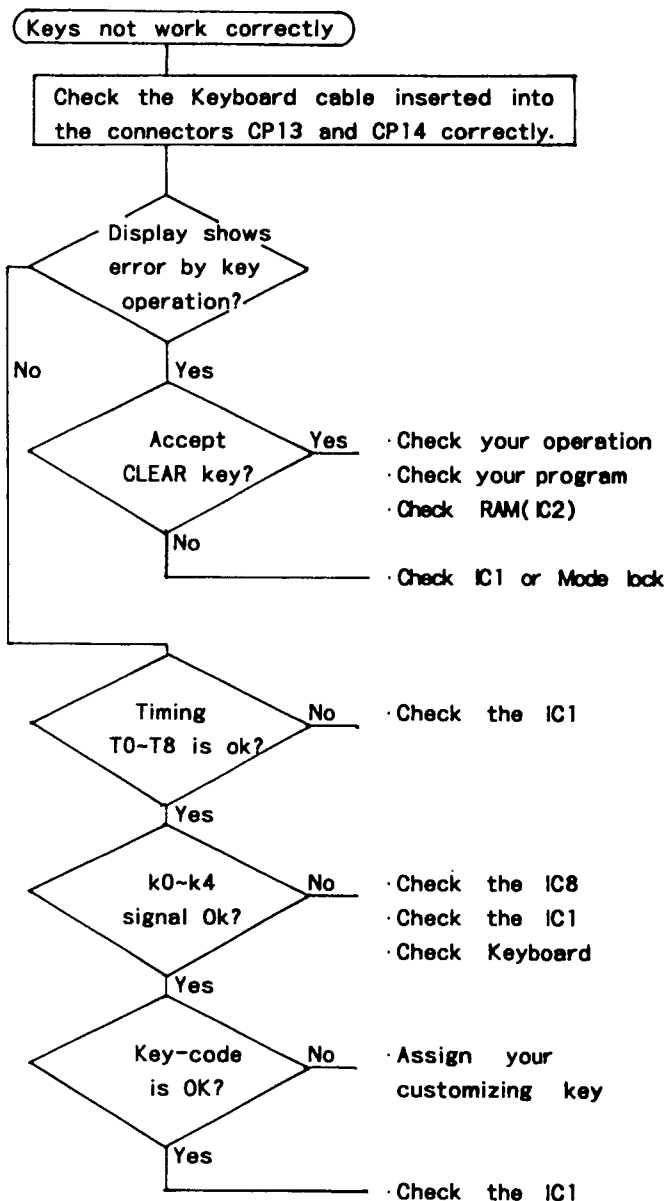 Keys not work correctly
Check the Keyboard cable inserted into
the connectors CP13 and CP14 correctly.
Display shows
error by key
operation?
No
Yes
Accept
CLEAR key?
Yes
·Check your operation
·Check your program
·Check RAM(IC2)
No
·Check IC1 or Mode lock
Timing
T0~T8 is ok?
No
·Check the IC1
Yes
k0~k4
signal Ok?
No
·Check the IC8
·Check the IC1
·Check Keyboard
Yes
Key-code
is OK?
No
·Assign your
customizing key
Yes
·Check the IC1